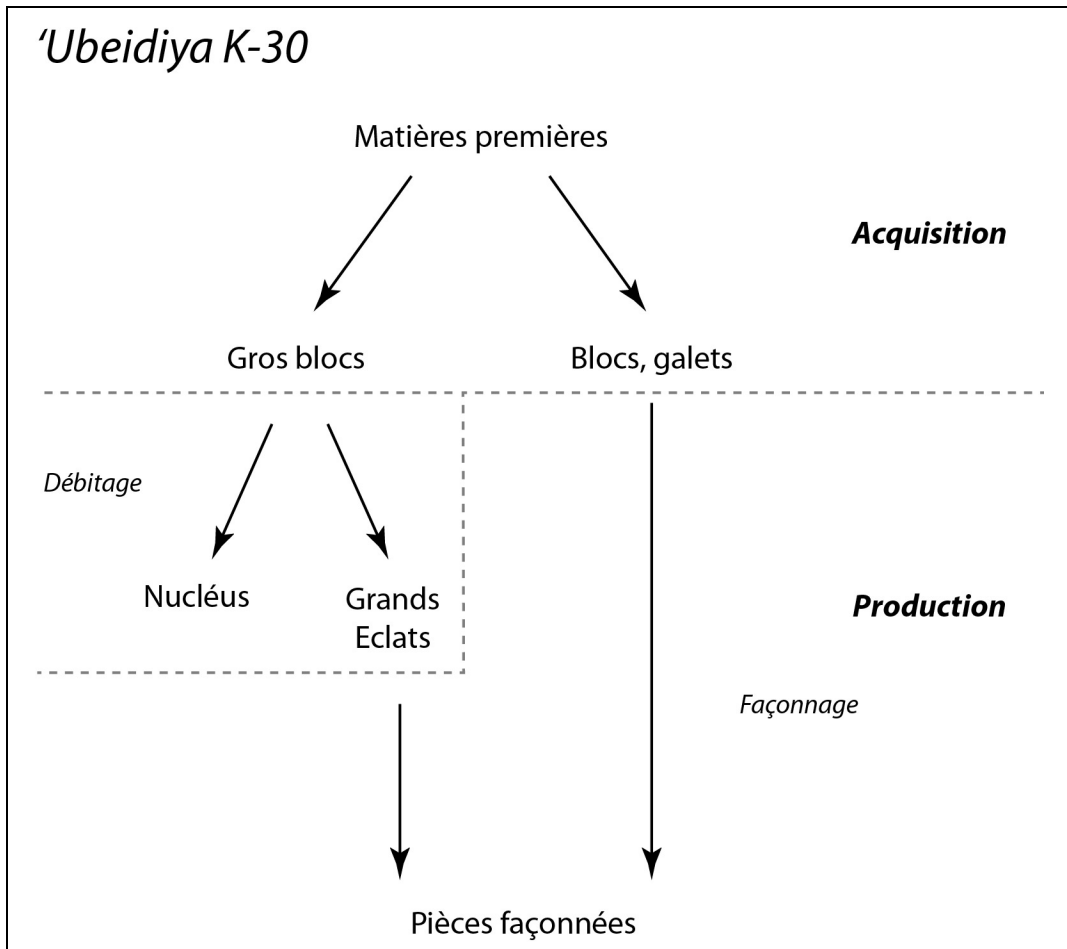 ‘Ubeidiya K-30
Matières premières
Acquisition
Gros blocs
Blocs, galets
Débitage
Nucléus
Grands
Eclats
Production
Façonnage
Pièces façonnées